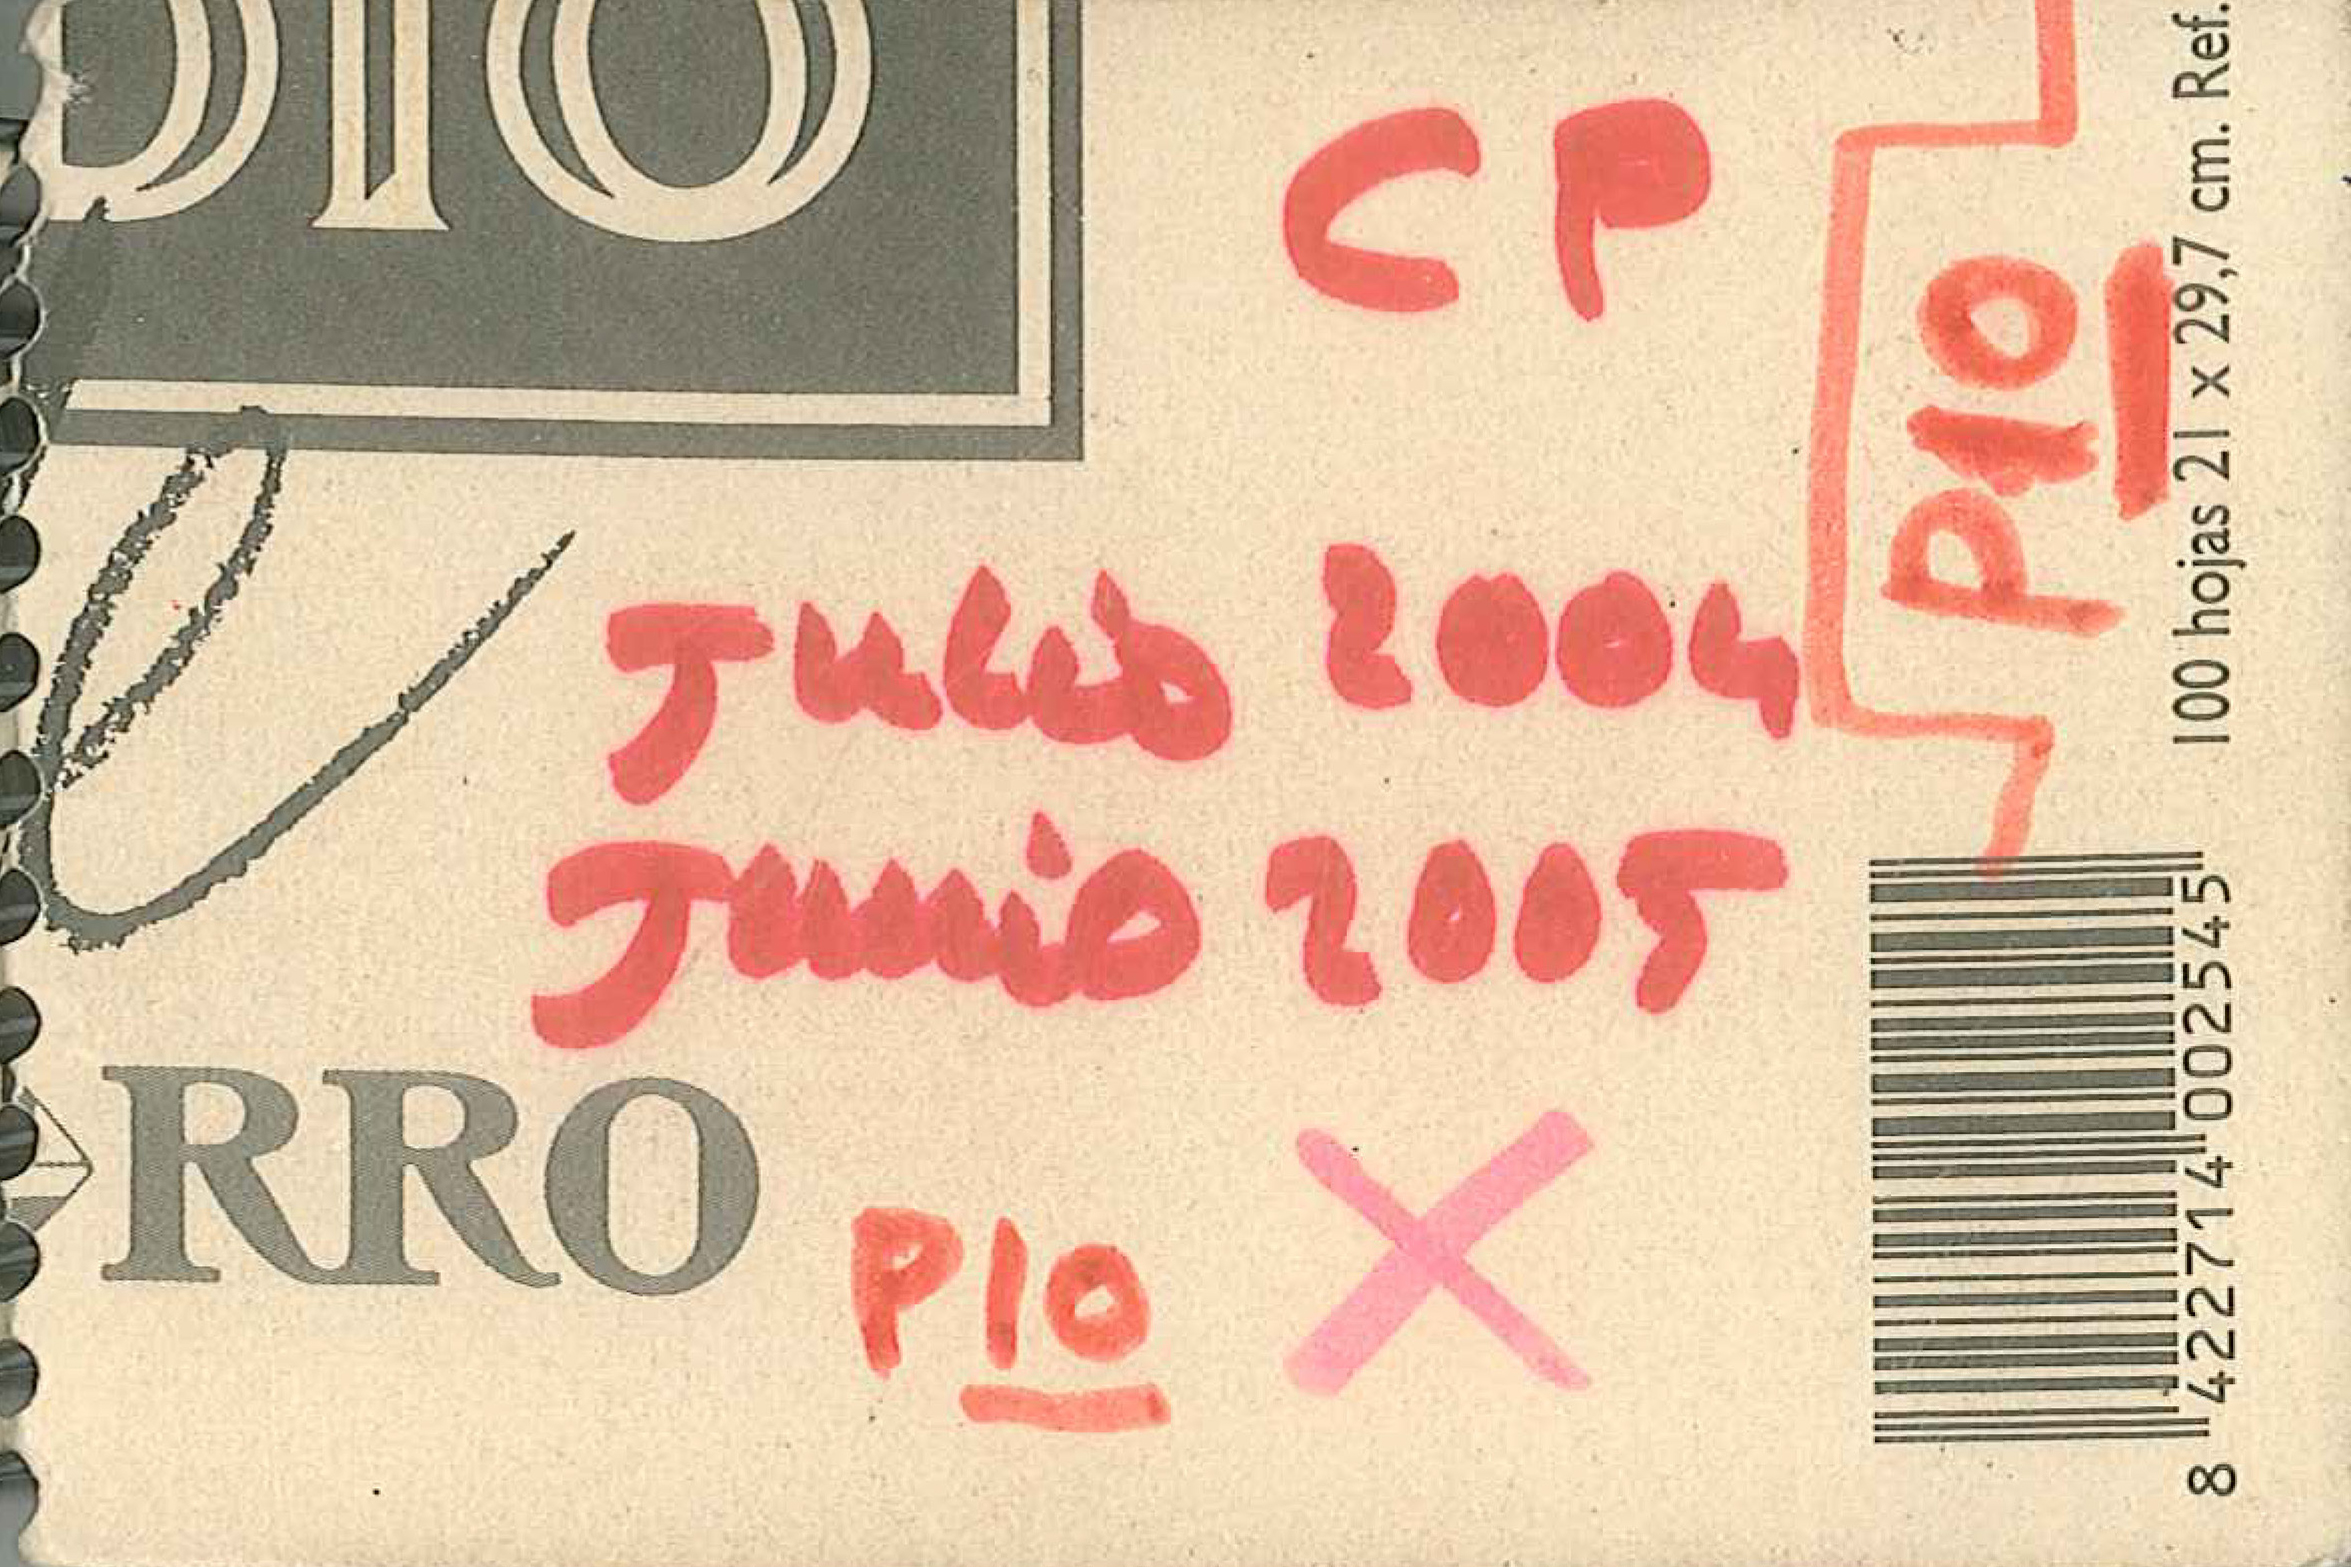 DIO
CP
Julio 2004
Junio 2005
RRO
P10
P10
100 hojas 21 x 29,7 cm. Ref.
8 422714 002545